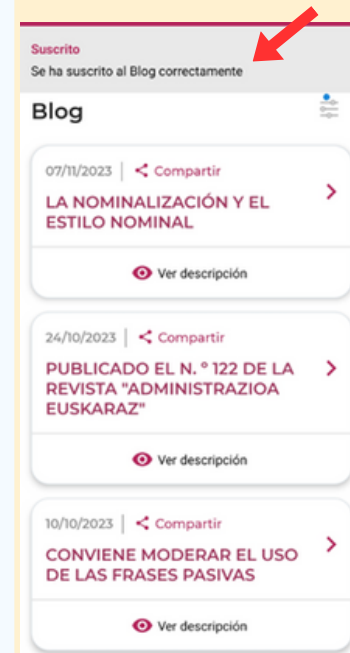 Suscrito
Se ha suscrito al Blog correctamente
Blog
07/11/2023 | Compartir
LA NOMINALIZACIÓN Y EL
ESTILO NOMINAL
Ver descripción
24/10/2023 | Compartir
PUBLICADO EL N. º 122 DE LA
REVISTA "ADMINISTRAZIOA
EUSKARAZ"
Ver descripción
10/10/2023 | Compartir
CONVIENE MODERAR EL USO
DE LAS FRASES PASIVAS
Ver descripción